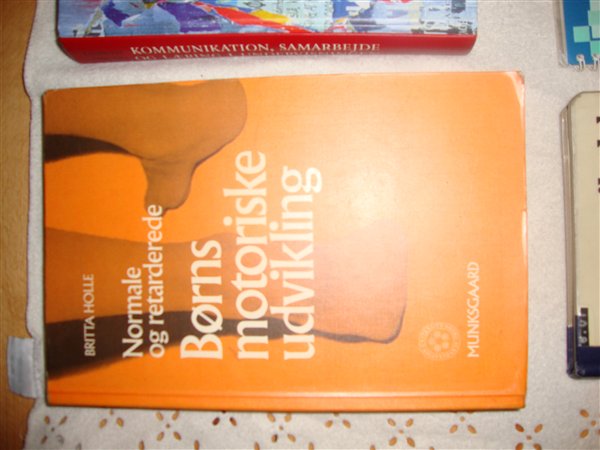 KOMMUNIKATION, SAMARBEJDE
BRITTA HOLLE
Normale
og retarderede
Børns
motoriske
udvikling
MUNKSGAARD